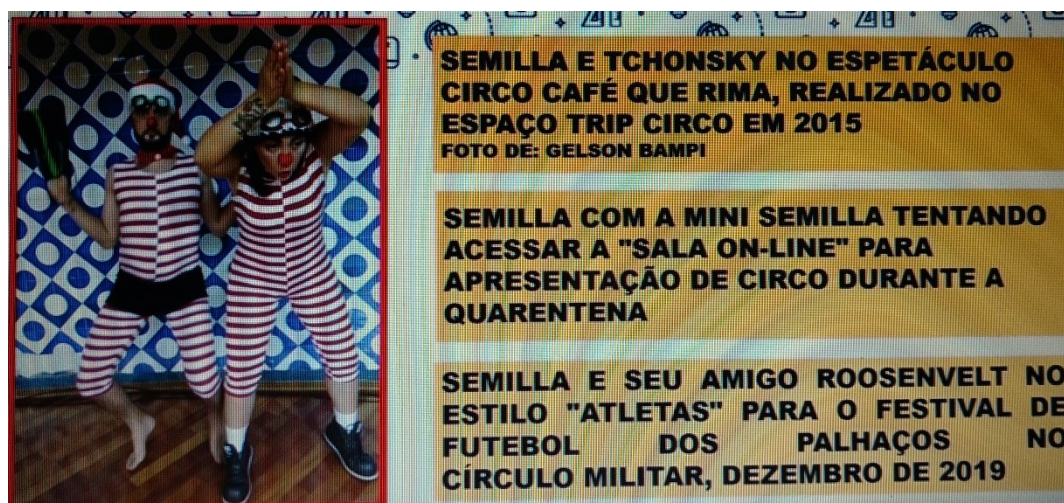 SEMILLA E TCHONSKY NO ESPETÁCULO
CIRCO CAFÉ QUE RIMA, REALIZADO NO
ESPAÇO TRIP CIRCO EM 2015
FOTO DE: GELSON BAMPI
SEMILLA COM A MINI SEMILLA TENTANDO
ACESSAR A "SALA ON-LINE" PARA
APRESENTAÇÃO DE CIRCO DURANTE A
QUARENTENA
SEMILLA E SEU AMIGO ROOSENVELT NO
ESTILO "ATLETAS" PARA O FESTIVAL DE
FUTEBOL DOS PALHAÇOS NO
CÍRCULO MILITAR, DEZEMBRO DE 2019